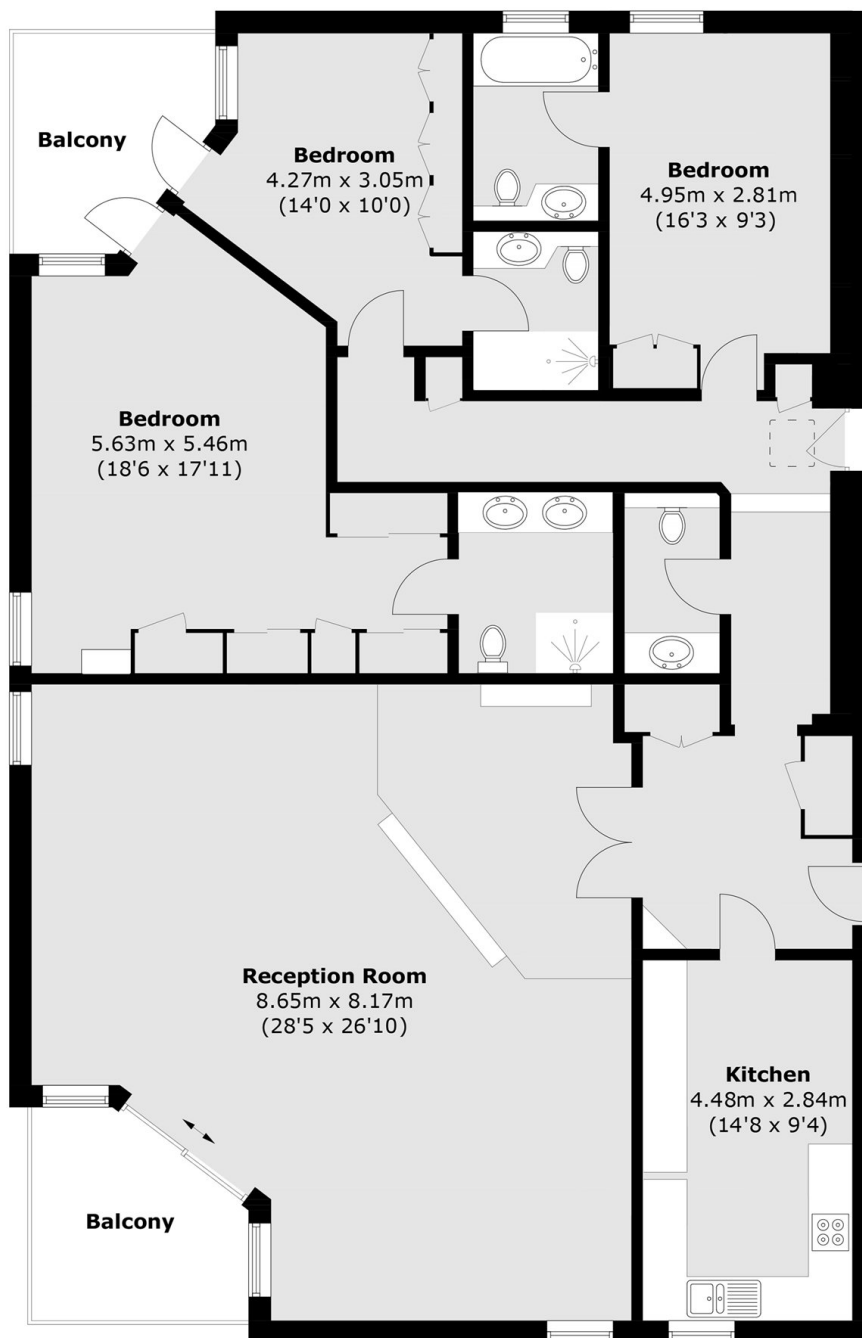 Balcony
Bedroom
4.27m x 3.05m
(14'0 x 10'0)
Bedroom
4.95m x 2.81m
(16'3 x 9'3)
Bedroom
5.63m x 5.46m
(18'6 x 17'11)
Reception Room
8.65m x 8.17m
(28'5 x 26'10)
Kitchen
4.48m x 2.84m
(14'8 x 9'4)
Balcony